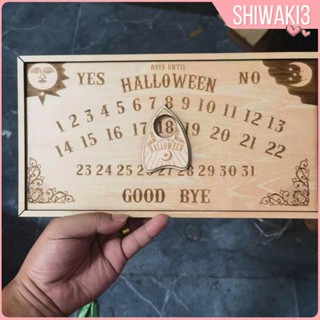 SHIWAKI3
DAYS UNTIL
YES HALLOWEEN NO
1 2 3 4 5 6 7 8 9 10 11 12 13
14 15 16 17 18 19 20 21 22
HALLOWEEN
23 24 25 26 27 28 29 30 31
GOOD BYE